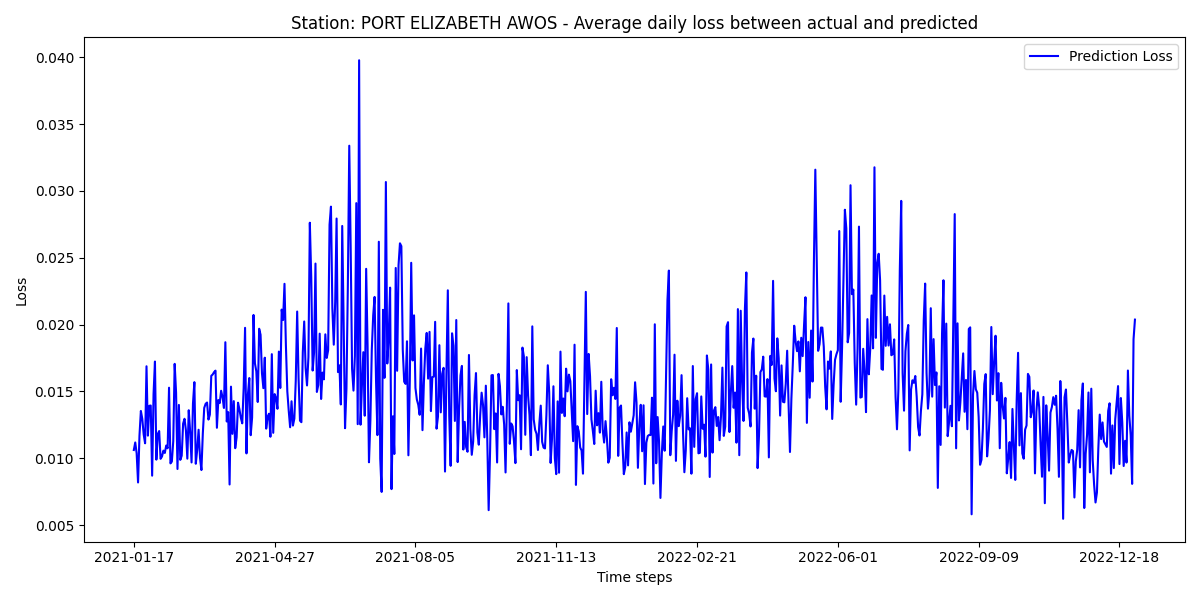 Station: PORT ELIZABETH AWOS - Average daily loss between actual and predicted
Prediction Loss
0.040
0.035
0.030
0.025
0.020
0.015
0.010
0.005
Loss
2021-01-17 2021-04-27 2021-08-05 2021-11-13 2022-02-21 2022-06-01 2022-09-09 2022-12-18
Time steps